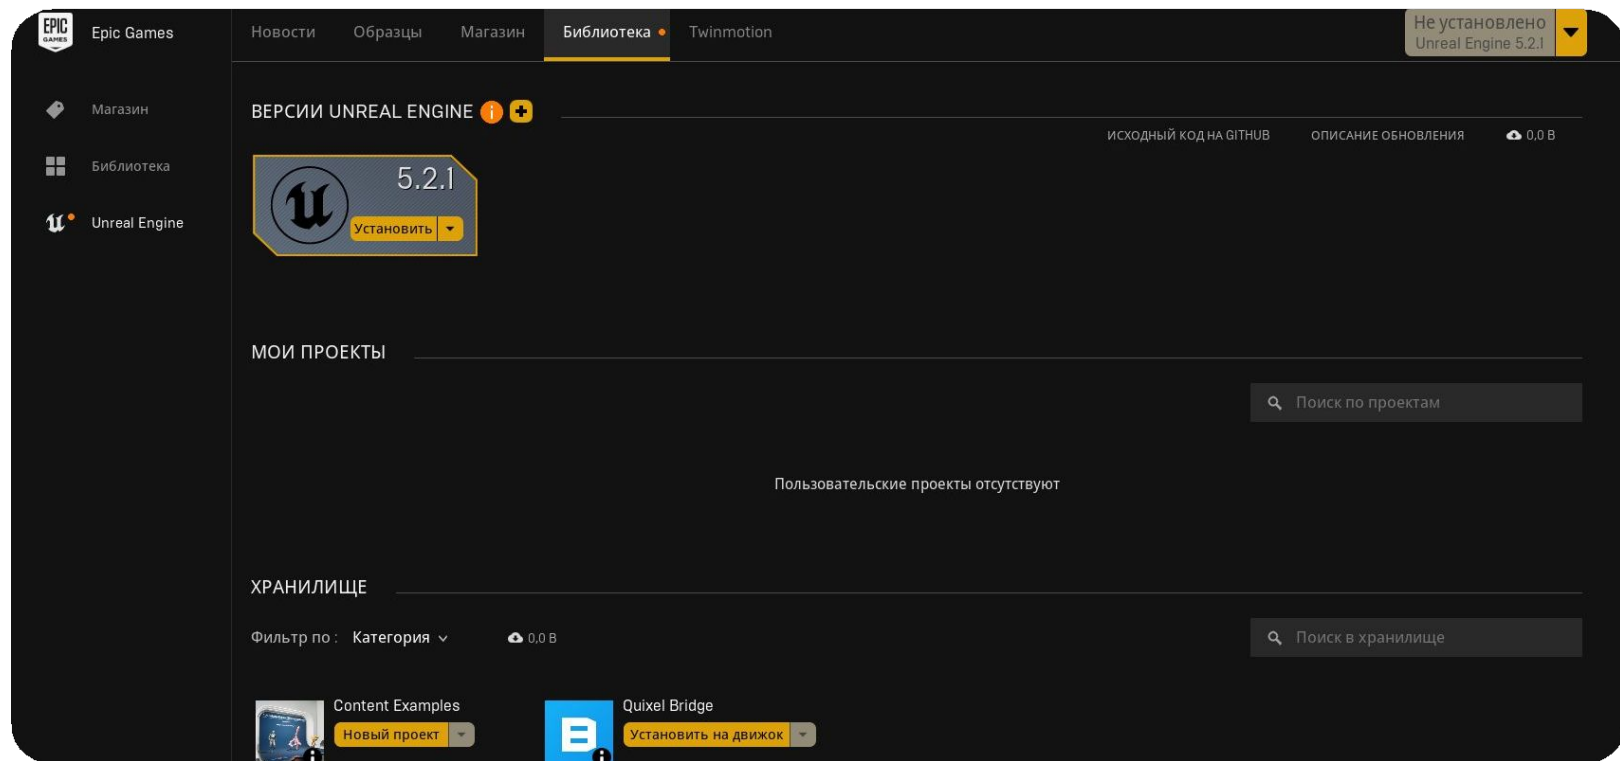 EPIC
GAMES
Epic Games
Новости
Образцы
Магазин
Библиотека
Twinmotion
Не установлено
Unreal Engine 5.2.1
Магазин
Библиотека
Unreal Engine
ВЕРСИИ UNREAL ENGINE
ИСХОДНЫЙ КОД НА GITHUB
ОПИСАНИЕ ОБНОВЛЕНИЯ
0,0 B
5.2.1
Установить
МОИ ПРОЕКТЫ
Поиск по проектам
Пользовательские проекты отсутствуют
ХРАНИЛИЩЕ
Фильтр по : Категория
0,0 B
Поиск в хранилище
Content Examples
Новый проект
Quixel Bridge
Установить на движок